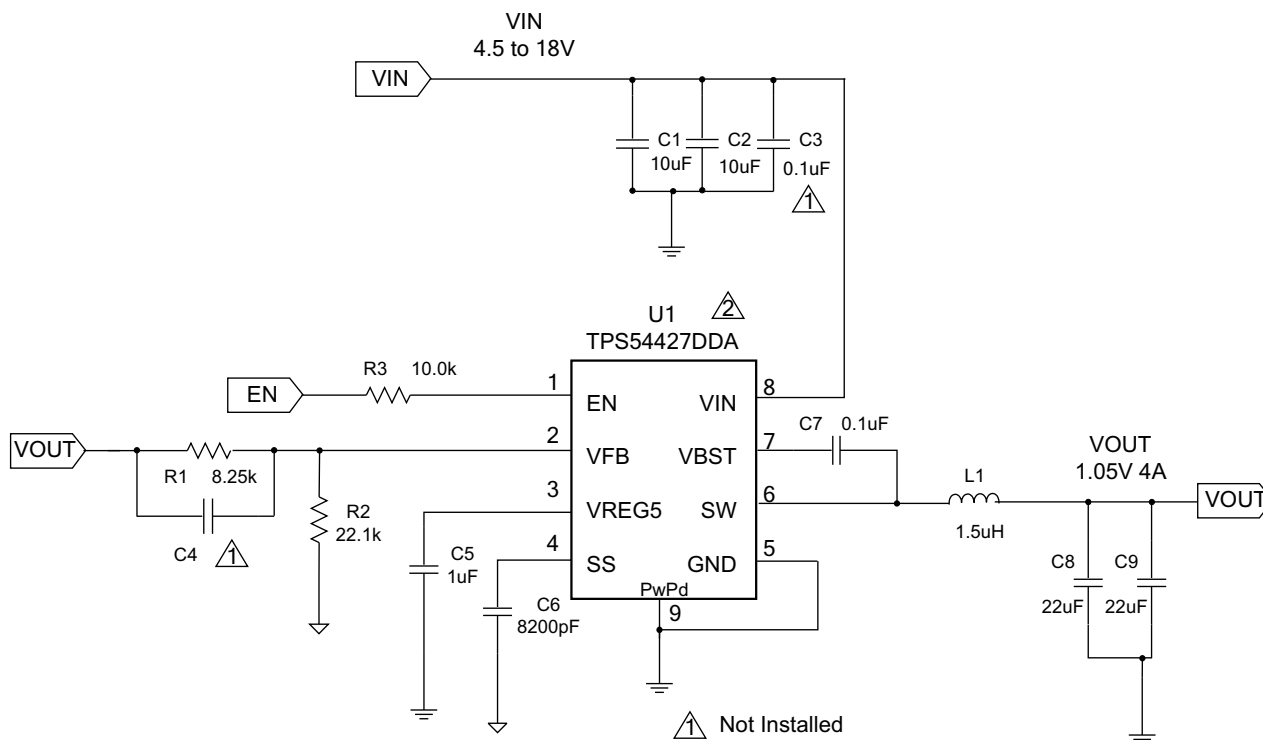 VIN
4.5 to 18V
VIN
C1
10uF
C2
10uF
C3
0.1uF
1
2
U1
TPS54427DDA
R3 10.0k
EN
1
EN
VIN
8
C7 0.1uF
VOUT
R1 8.25k
C4
1
R2
22.1k
2
VFB
VBST
7
VOUT
1.05V 4A
L1
1.5uH
VOUT
3
VREG5
SW
6
C5
1uF
4
SS
GND
5
C6
8200pF
PwPd
9
C8
22uF
C9
22uF
1 Not Installed